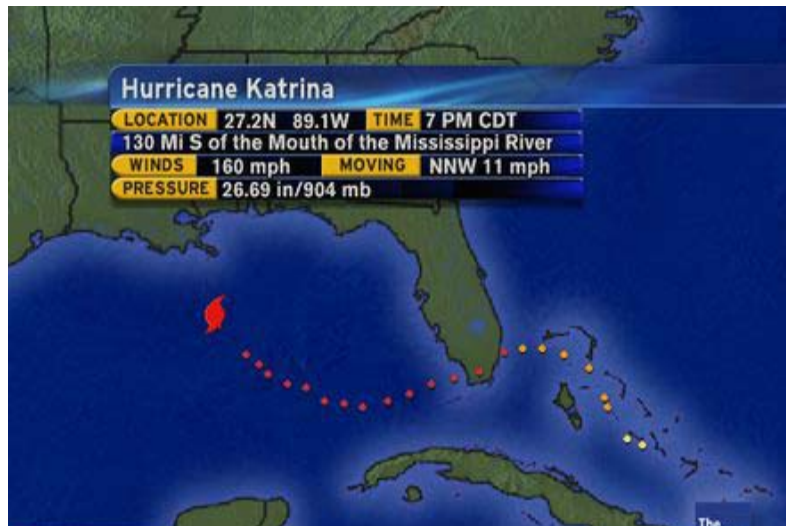 Hurricane Katrina
LOCATION 27.2N 89.1W TIME 7 PM CDT
130 Mi S of the Mouth of the Mississippi River
WINDS 160 mph MOVING NNW 11 mph
PRESSURE 26.69 in/904 mb
The